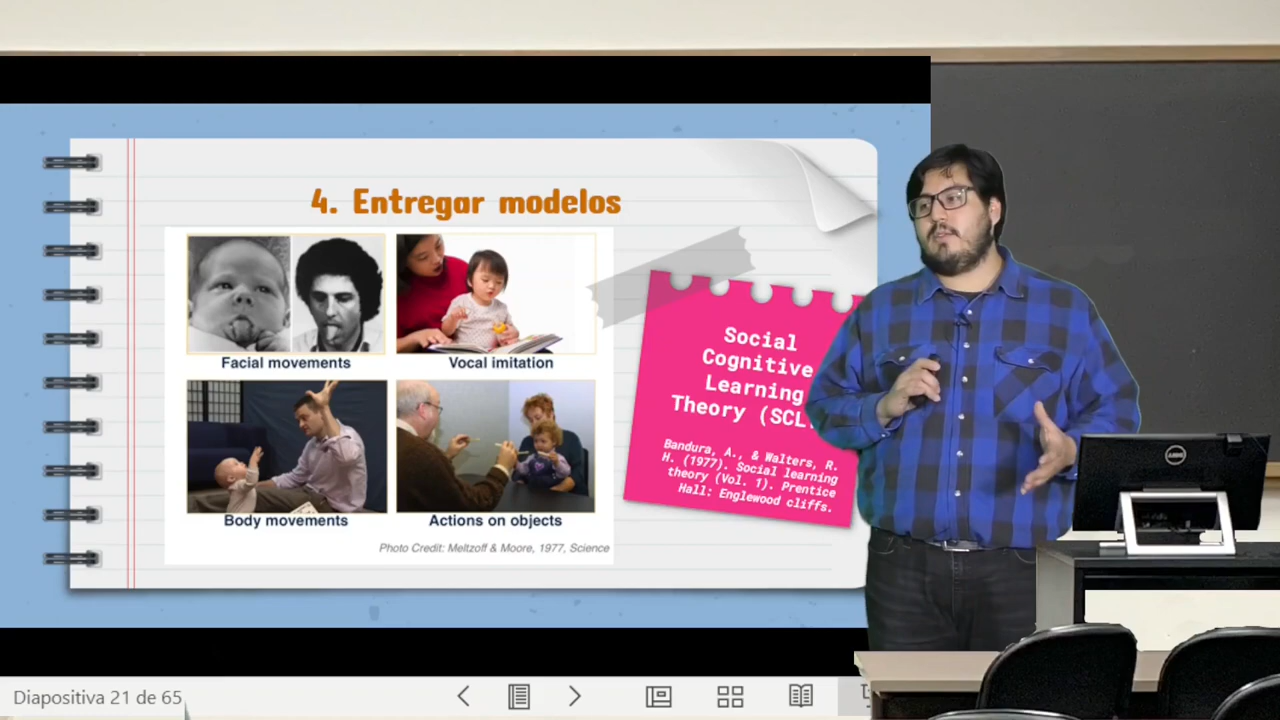 4. Entregar modelos
Facial movements
Vocal imitation
Body movements
Actions on objects
Photo Credit: Meltzoff & Moore, 1977, Science
Social
Cognitive
Learning
Theory
Bandura, A., & Walters, R.
H. (1977). Social learning
theory (Vol. 1). Prentice
Hall: Englewood cliffs.
Diapositiva 21 de 65
DELL